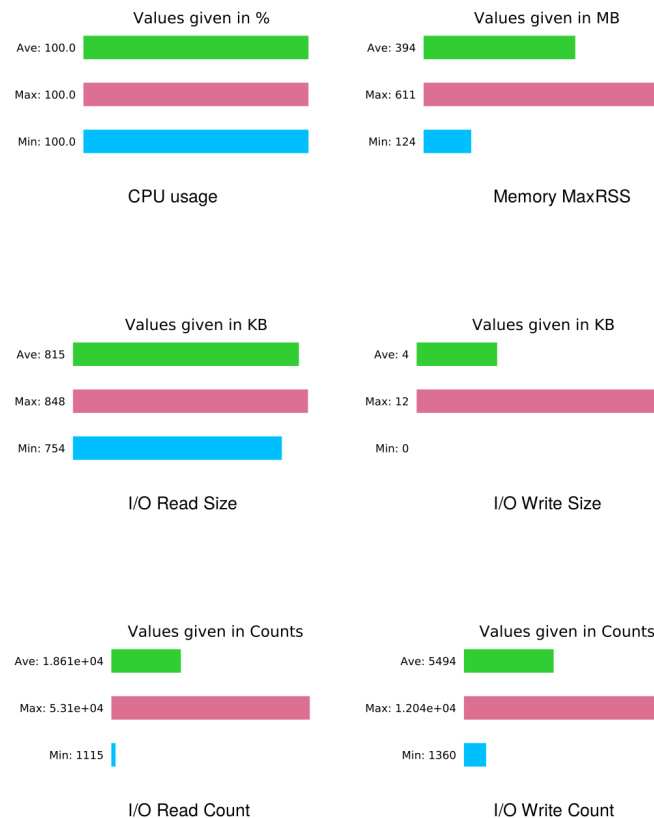 Values given in %
Ave: 100.0
Max: 100.0
Min: 100.0
CPU usage
Values given in MB
Ave: 394
Max: 611
Min: 124
Memory MaxRSS
Values given in KB
Ave: 815
Max: 848
Min: 754
I/O Read Size
Values given in KB
Ave: 4
Max: 12
Min: 0
I/O Write Size
Values given in Counts
Ave: 1.861e+04
Max: 5.31e+04
Min: 1115
I/O Read Count
Values given in Counts
Ave: 5494
Max: 1.204e+04
Min: 1360
I/O Write Count